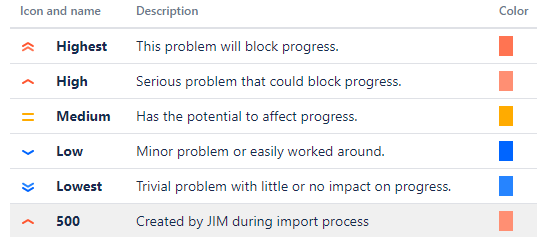 Icon and name Description Color
Highest This problem will block progress.
High Serious problem that could block progress.
Medium Has the potential to affect progress.
Low Minor problem or easily worked around.
Lowest Trivial problem with little or no impact on progress.
500 Created by JIM during import process